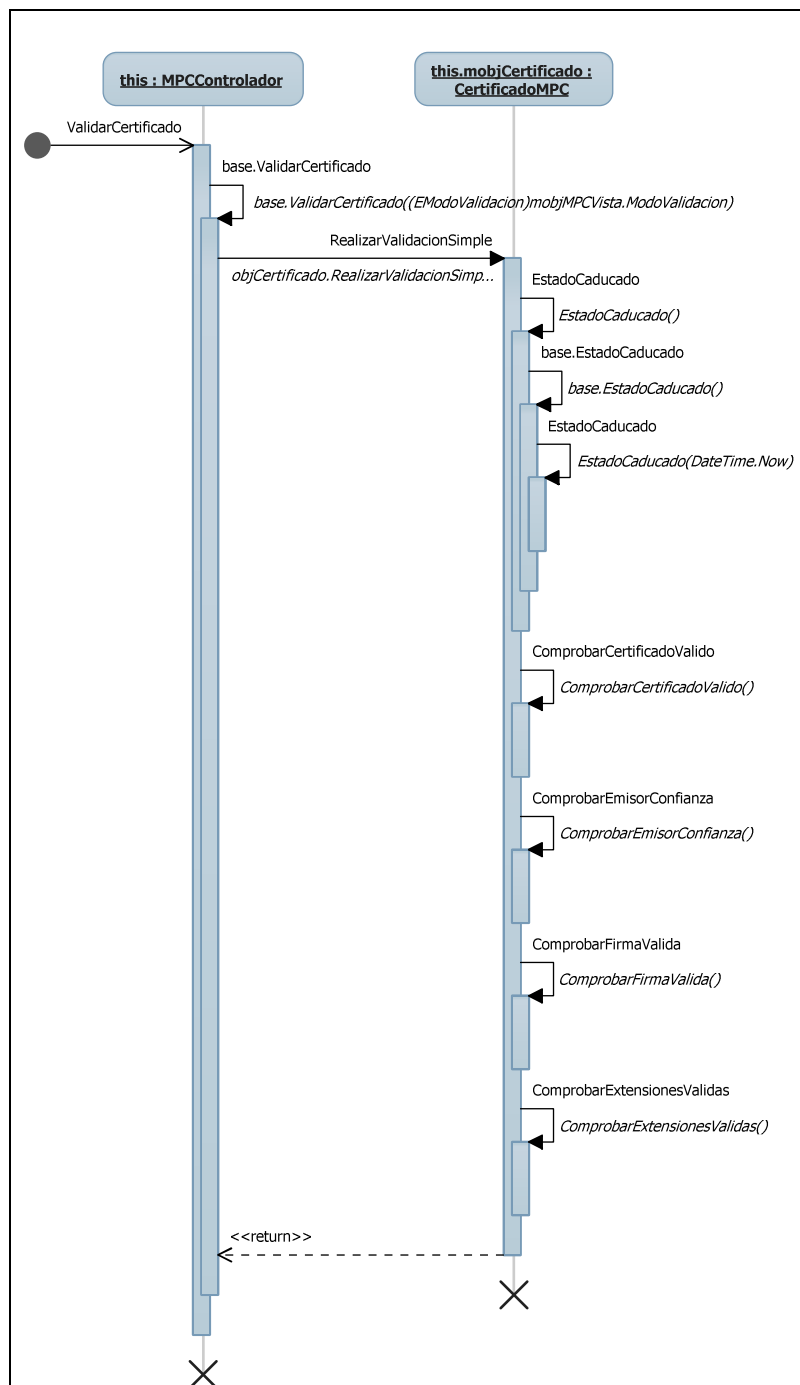 this : MPCControlador
this.mobjCertificado :
CertificadoMPC
ValidarCertificado
base.ValidarCertificado
base.ValidarCertificado((EModoValidacion)mobjMPCVista.ModoValidacion)
RealizarValidacionSimple
objCertificado.RealizarValidacionSimp...
EstadoCaducado
EstadoCaducado()
base.EstadoCaducado
base.EstadoCaducado()
EstadoCaducado
EstadoCaducado(DateTime.Now)
ComprobarCertificadoValido
ComprobarCertificadoValido()
ComprobarEmisorConfianza
ComprobarEmisorConfianza()
ComprobarFirmaValida
ComprobarFirmaValida()
ComprobarExtensionesValidas
ComprobarExtensionesValidas()
<<return>>